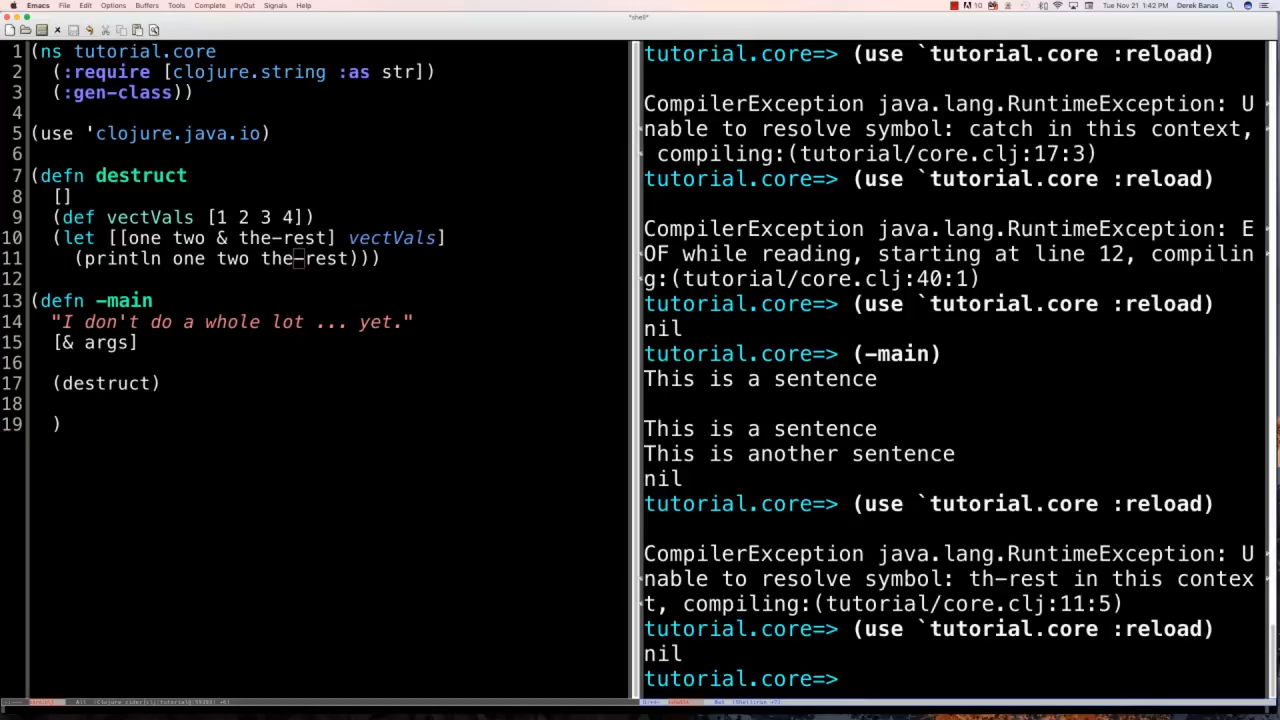 Emacs File Edit Options Buffers Tools Complete In/Out Signals Help
10 Tue Nov 21 1:42 PM Derek Banas
*shell*
1 (ns tutorial.core
2 (:require [clojure.string :as str])
3 (:gen-class))
4
5 (use 'clojure.java.io)
6
7 (defn destruct
8 []
9 (def vectVals [1 2 3 4])
10 (let [[one two & the-rest] vectVals]
11 (println one two the-rest)))
12
13 (defn -main
14 "I don't do a whole lot ... yet."
15 [& args]
16
17 (destruct)
18
19 )
tutorial.core=> (use `tutorial.core :reload)
CompilerException java.lang.RuntimeException: U
nable to resolve symbol: catch in this context,
compiling:(tutorial/core.clj:17:3)
tutorial.core=> (use `tutorial.core :reload)
CompilerException java.lang.RuntimeException: E
OF while reading, starting at line 12, compilin
g:(tutorial/core.clj:40:1)
tutorial.core=> (use `tutorial.core :reload)
nil
tutorial.core=> (-main)
This is a sentence
This is a sentence
This is another sentence
nil
tutorial.core=> (use `tutorial.core :reload)
CompilerException java.lang.RuntimeException: U
nable to resolve symbol: th-rest in this contex
t, compiling:(tutorial/core.clj:11:5)
tutorial.core=> (use `tutorial.core :reload)
nil
tutorial.core=>